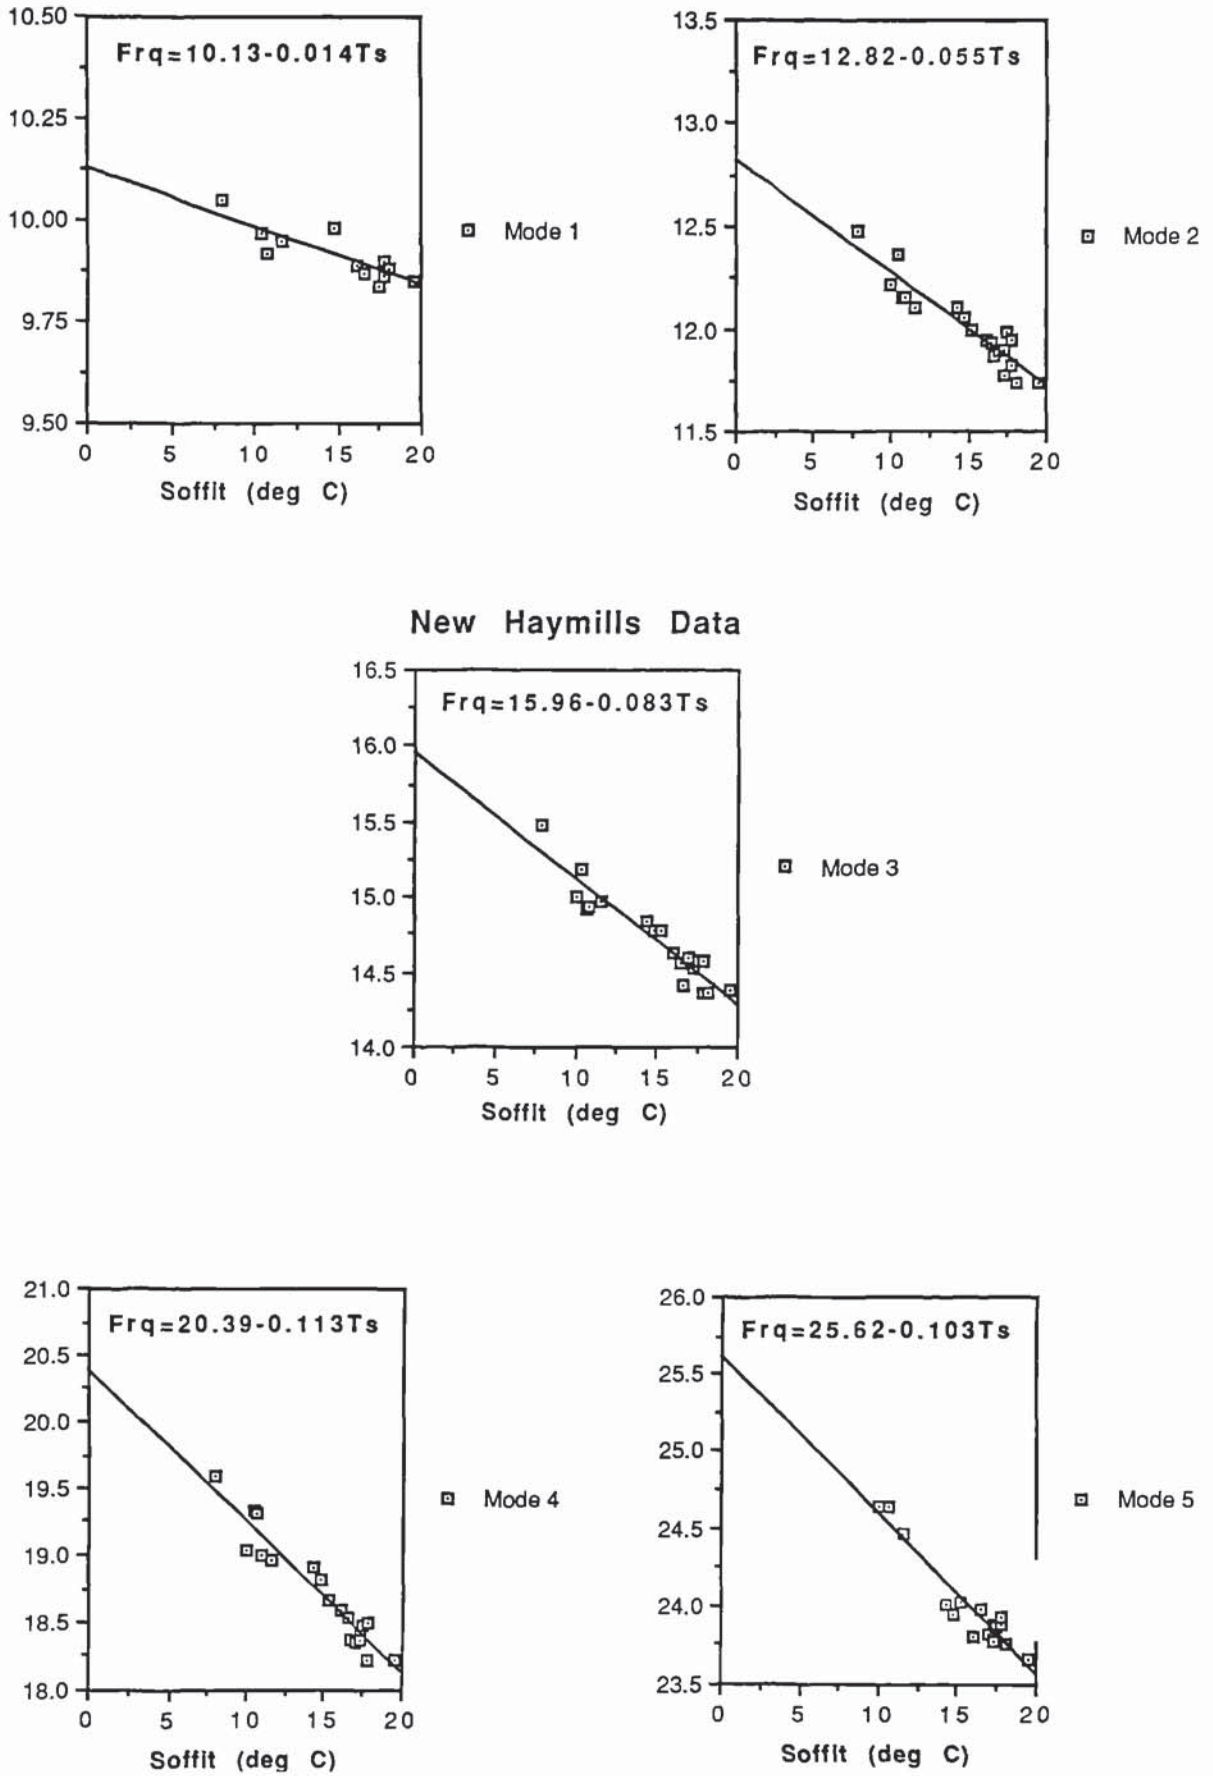 10.50
Frq=10.13-0.014Ts
10.25
10.00
9.75
9.50
0 5 10 15 20
Soffit (deg C)
Mode 1
13.5
Frq=12.82-0.055Ts
13.0
12.5
12.0
11.5
0 5 10 15 20
Soffit (deg C)
Mode 2
New Haymills Data
16.5
Frq=15.96-0.083Ts
16.0
15.5
15.0
14.5
14.0
0 5 10 15 20
Soffit (deg C)
Mode 3
21.0
Frq=20.39-0.113Ts
20.5
20.0
19.5
19.0
18.5
18.0
0 5 10 15 20
Soffit (deg C)
Mode 4
26.0
Frq=25.62-0.103Ts
25.5
25.0
24.5
24.0
23.5
0 5 10 15 20
Soffit (deg C)
Mode 5